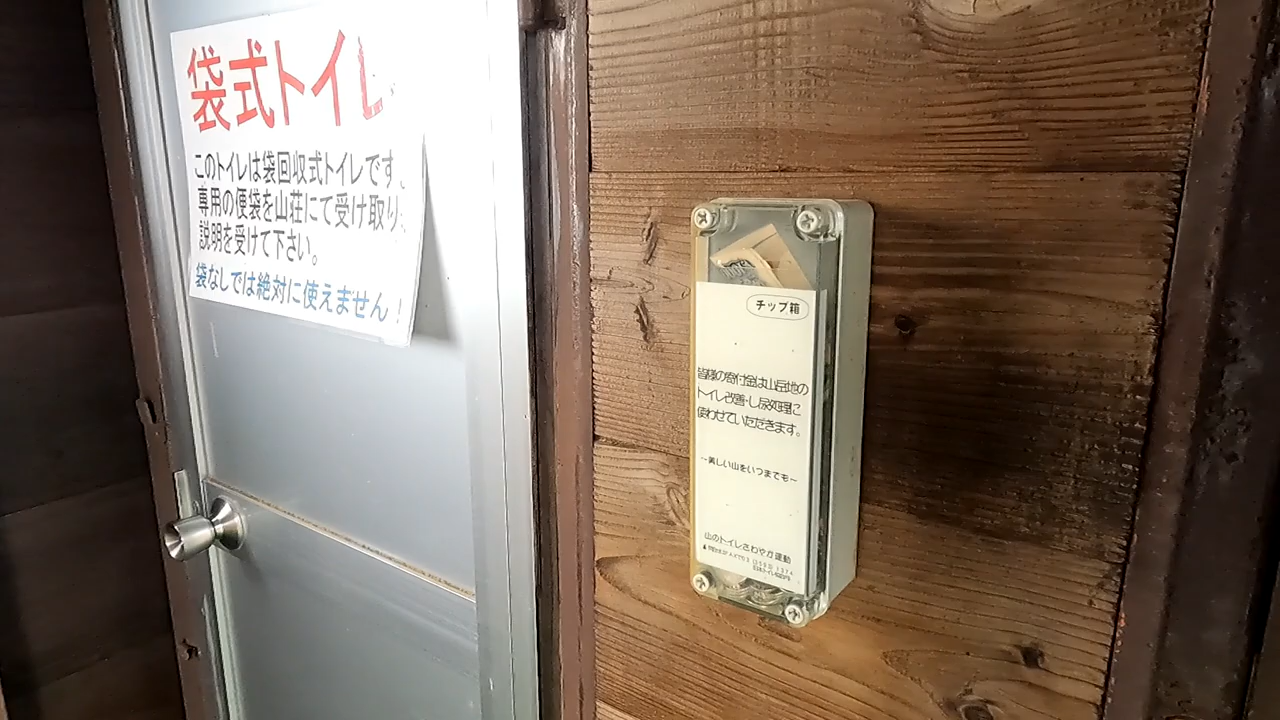 袋式トイレ
このトイレは袋回収式トイレです。
専用の便袋を山荘にて受け取り、
説明を受けて下さい。
袋なしでは絶対に使えません!
チップ箱
皆様の寄付金は山岳地の
トイレ改善・し尿処理に
使わせていただきます。
～美しい山をいつまでも～
山のトイレさわやか運動